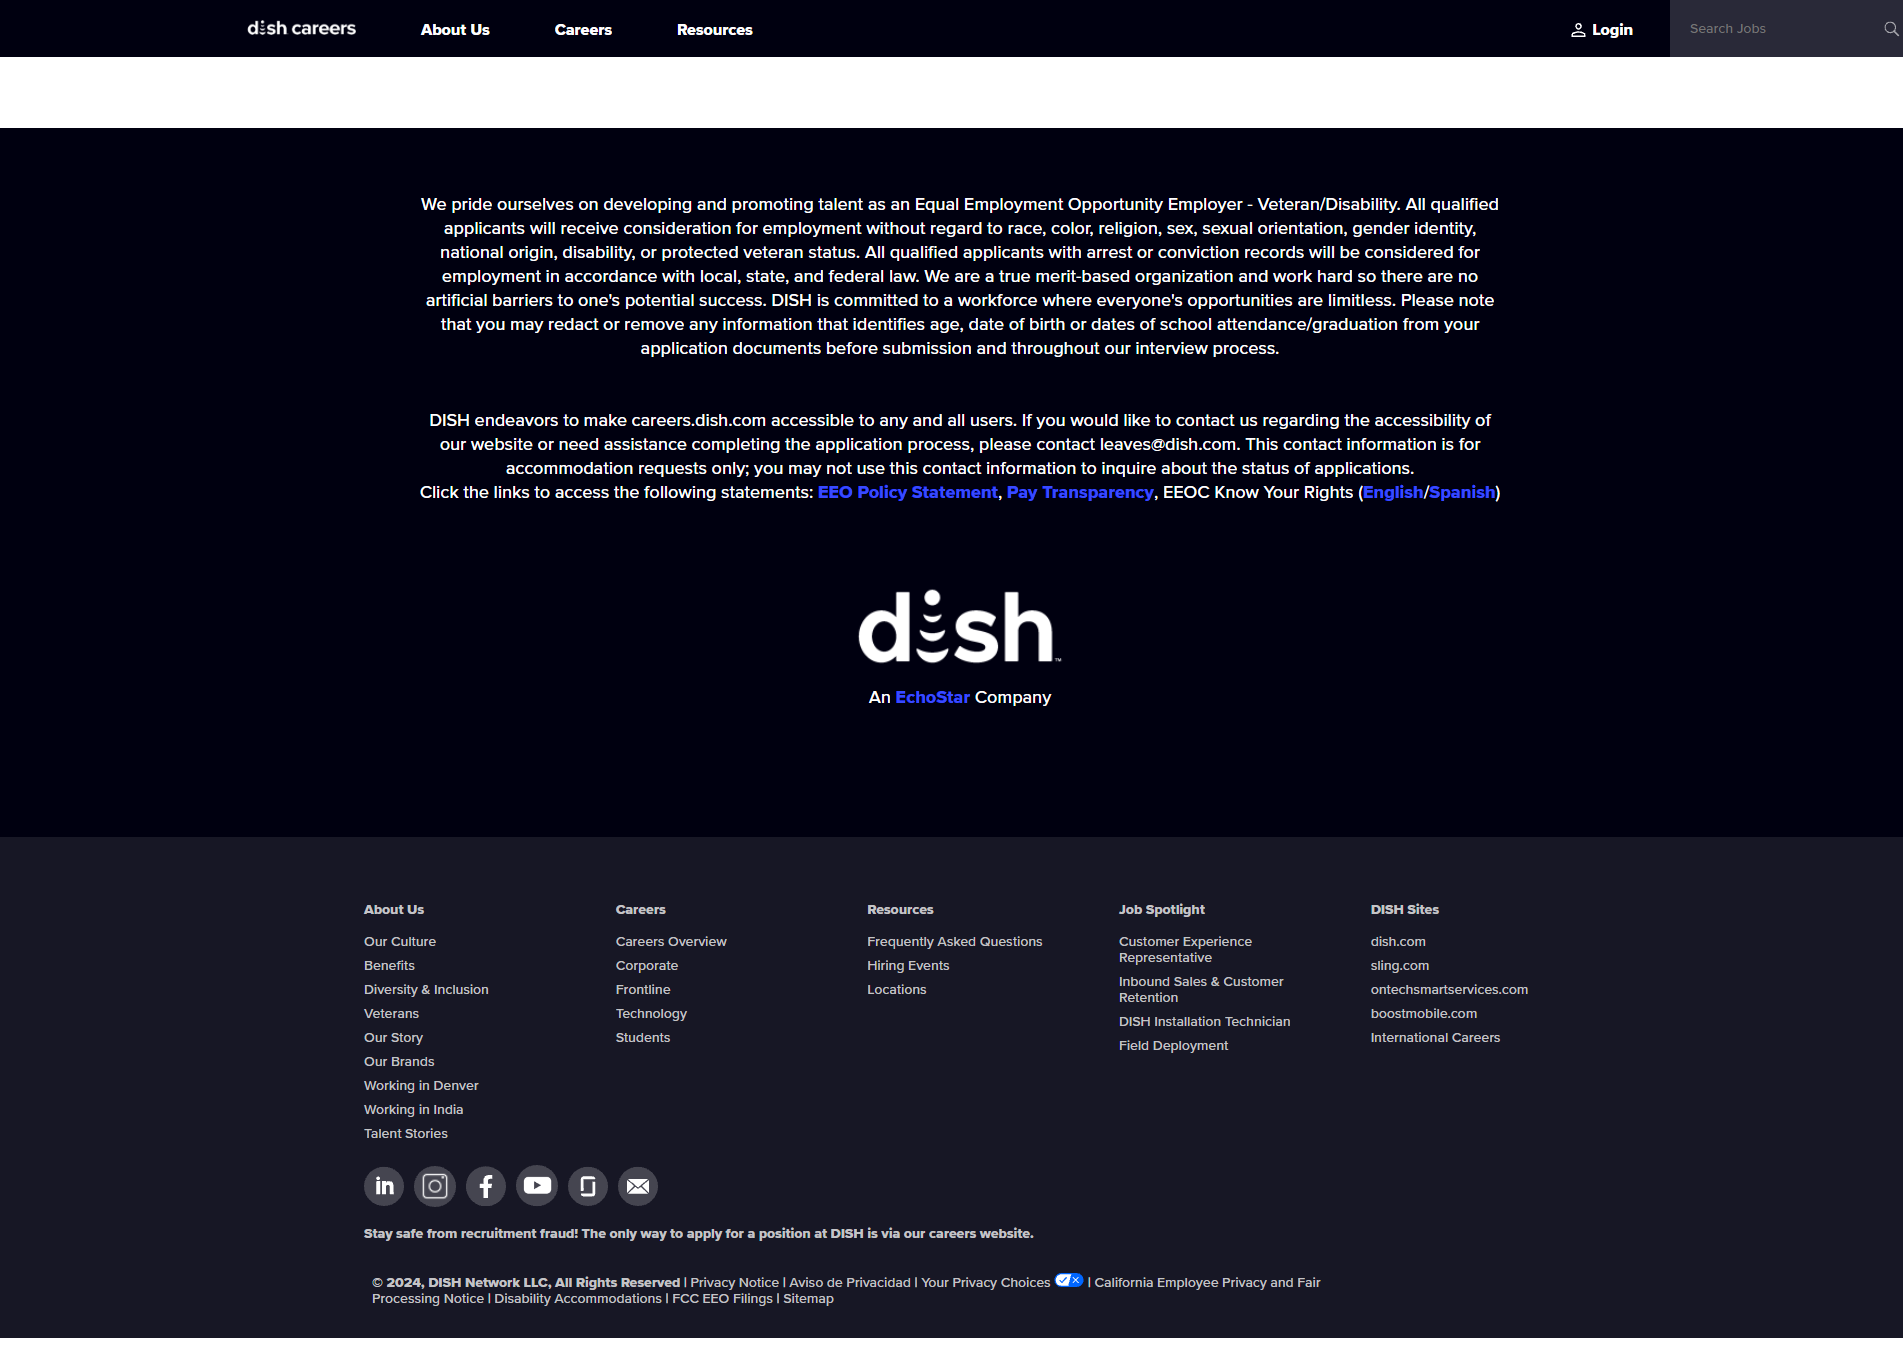 dish careers
About Us
Careers
Resources
Login
Search Jobs
We pride ourselves on developing and promoting talent as an Equal Employment Opportunity Employer - Veteran/Disability. All qualified
applicants will receive consideration for employment without regard to race, color, religion, sex, sexual orientation, gender identity,
national origin, disability, or protected veteran status. All qualified applicants with arrest or conviction records will be considered for
employment in accordance with local, state, and federal law. We are a true merit-based organization and work hard so there are no
artificial barriers to one's potential success. DISH is committed to a workforce where everyone's opportunities are limitless. Please note
that you may redact or remove any information that identifies age, date of birth or dates of school attendance/graduation from your
application documents before submission and throughout our interview process.
DISH endeavors to make careers.dish.com accessible to any and all users. If you would like to contact us regarding the accessibility of
our website or need assistance completing the application process, please contact leaves@dish.com. This contact information is for
accommodation requests only; you may not use this contact information to inquire about the status of applications.
Click the links to access the following statements: EEO Policy Statement, Pay Transparency, EEOC Know Your Rights (English/Spanish)
dish™
An EchoStar Company
About Us
Our Culture
Benefits
Diversity & Inclusion
Veterans
Our Story
Our Brands
Working in Denver
Working in India
Talent Stories
Careers
Careers Overview
Corporate
Frontline
Technology
Students
Resources
Frequently Asked Questions
Hiring Events
Locations
Job Spotlight
Customer Experience
Representative
Inbound Sales & Customer
Retention
DISH Installation Technician
Field Deployment
DISH Sites
dish.com
sling.com
ontechsmartservices.com
boostmobile.com
International Careers
in
Stay safe from recruitment fraud! The only way to apply for a position at DISH is via our careers website.
© 2024, DISH Network LLC, All Rights Reserved | Privacy Notice | Aviso de Privacidad | Your Privacy Choices | California Employee Privacy and Fair
Processing Notice | Disability Accommodations | FCC EEO Filings | Sitemap